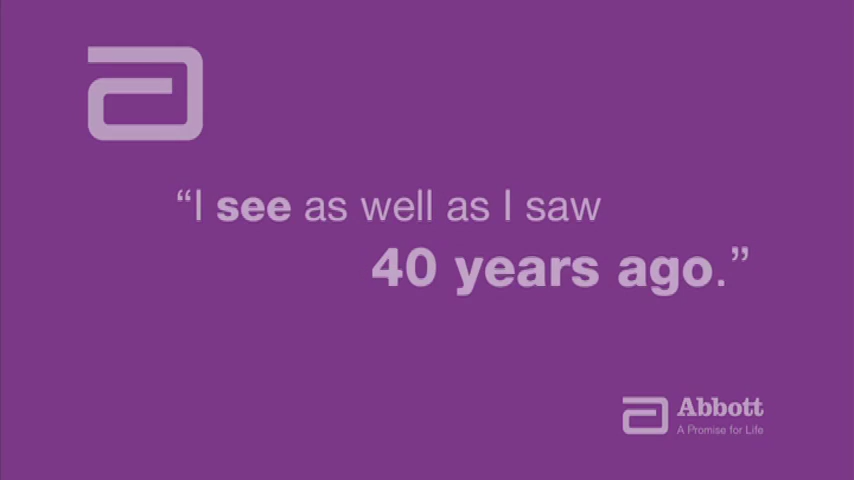 “I see as well as I saw
40 years ago.”
Abbott
A Promise for Life